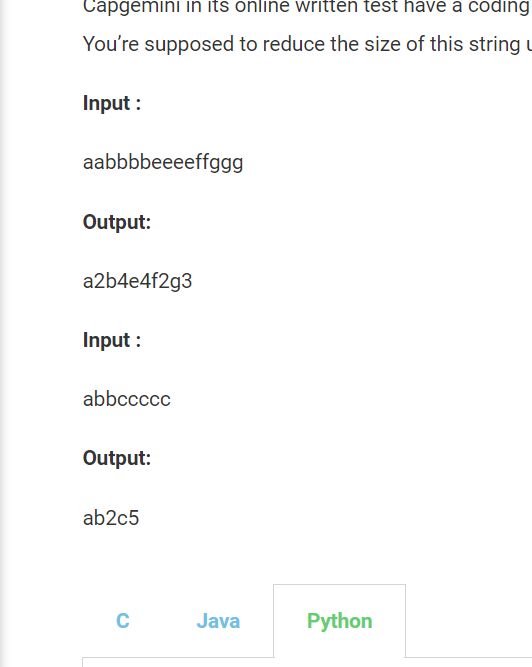 Capgemini in its online written test have a coding
You're supposed to reduce the size of this string
Input :
aabbbbeeeeffggg
Output:
a2b4e4f2g3
Input :
abbccccc
Output:
ab2c5
C Java Python